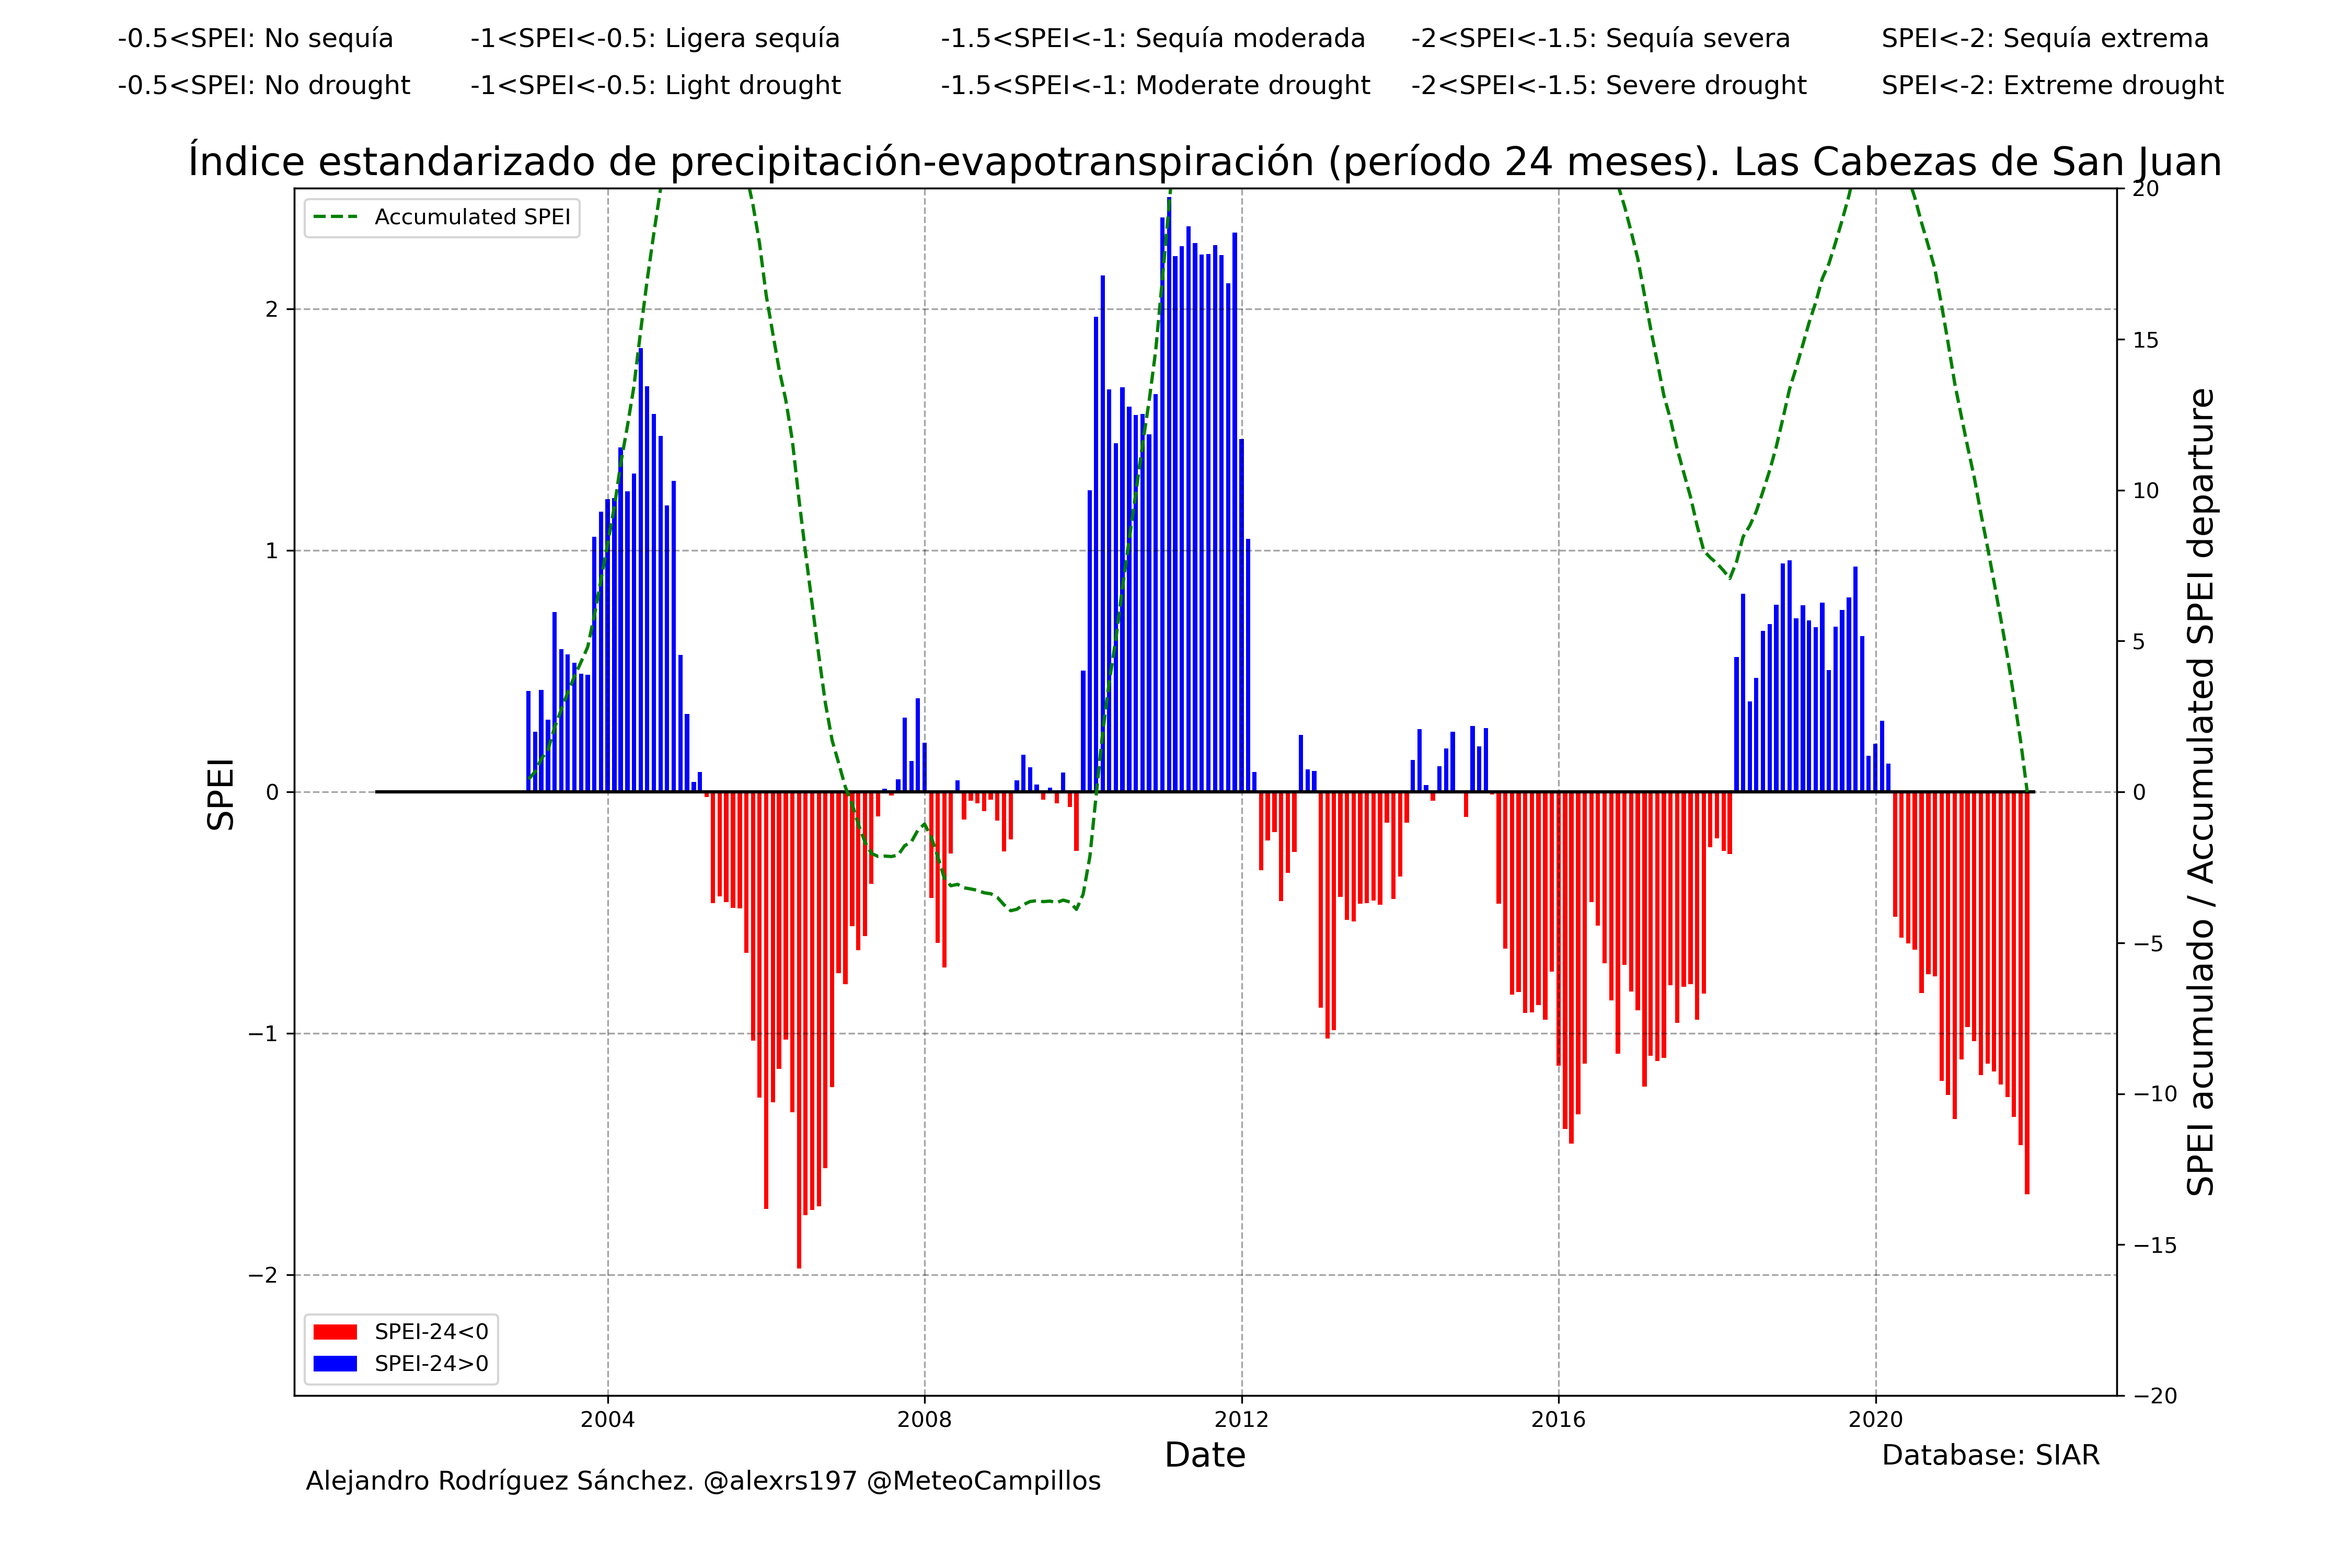 -0.5<SPEI: No sequía -1<SPEI<-0.5: Ligera sequía -1.5<SPEI<-1: Sequía moderada -2<SPEI<-1.5: Sequía severa SPEI<-2: Sequía extrema
-0.5<SPEI: No drought -1<SPEI<-0.5: Light drought -1.5<SPEI<-1: Moderate drought -2<SPEI<-1.5: Severe drought SPEI<-2: Extreme drought
Índice estandarizado de precipitación-evapotranspiración (período 24 meses). Las Cabezas de San Juan
Accumulated SPEI
SPEI
2
1
0
−1
−2
20
15
10
5
0
−5
−10
−15
−20
SPEI acumulado / Accumulated SPEI departure
SPEI-24<0
SPEI-24>0
2004 2008 2012 2016 2020
Date
Database: SIAR
Alejandro Rodríguez Sánchez. @alexrs197 @MeteoCampillos